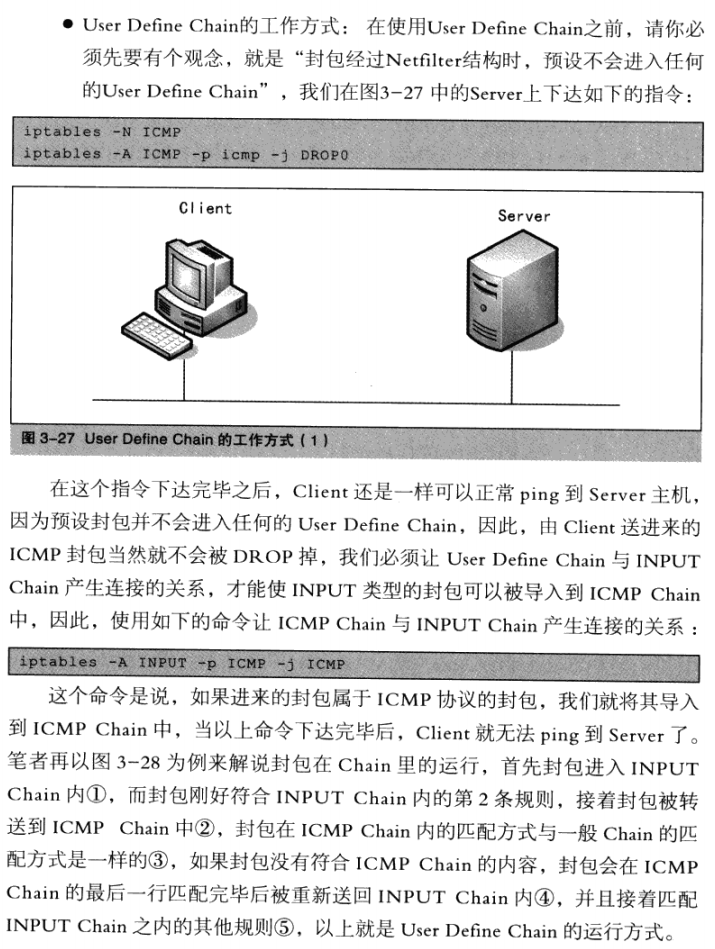 ● User Define Chain的工作方式： 在使用User Define Chain之前，请你必
须先要有个观念，就是“封包经过Netfilter结构时，预设不会进入任何
的User Define Chain”，我们在图3-27 中的Server上下达如下的指令：
iptables -N ICMP
iptables -A ICMP -p icmp -j DROP0
Client
Server
图 3-27 User Define Chain 的工作方式（1）
在这个指令下达完毕之后，Client 还是一样可以正常 ping 到 Server 主机，
因为预设封包并不会进入任何的 User Define Chain，因此，由 Client 送进来的
ICMP 封包当然就不会被 DROP 掉，我们必须让 User Define Chain 与 INPUT
Chain 产生连接的关系，才能使 INPUT 类型的封包可以被导入到 ICMP Chain
中，因此，使用如下的命令让 ICMP Chain 与 INPUT Chain 产生连接的关系：
iptables -A INPUT -p ICMP -j ICMP
这个命令是说，如果进来的封包属于 ICMP 协议的封包，我们就将其导入
到 ICMP Chain 中，当以上命令下达完毕后，Client 就无法 ping 到 Server 了。
笔者再以图 3-28 为例来解说封包在 Chain 里的运行，首先封包进入 INPUT
Chain 内①，而封包刚好符合 INPUT Chain 内的第 2 条规则，接着封包被转
送到 ICMP Chain 中②，封包在 ICMP Chain 内的匹配方式与一般 Chain 的匹
配方式是一样的③，如果封包没有符合 ICMP Chain 的内容，封包会在 ICMP
Chain 的最后一行匹配完毕后被重新送回 INPUT Chain 内④，并且接着匹配
INPUT Chain 之内的其他规则⑤，以上就是 User Define Chain 的运行方式。